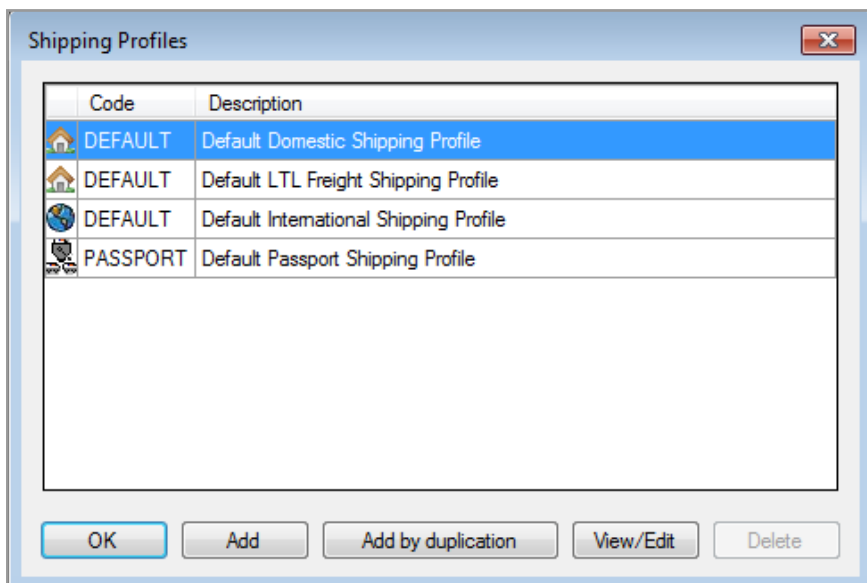 Shipping Profiles
Code Description
DEFAULT Default Domestic Shipping Profile
DEFAULT Default LTL Freight Shipping Profile
DEFAULT Default International Shipping Profile
PASSPORT Default Passport Shipping Profile
OK Add Add by duplication View/Edit Delete